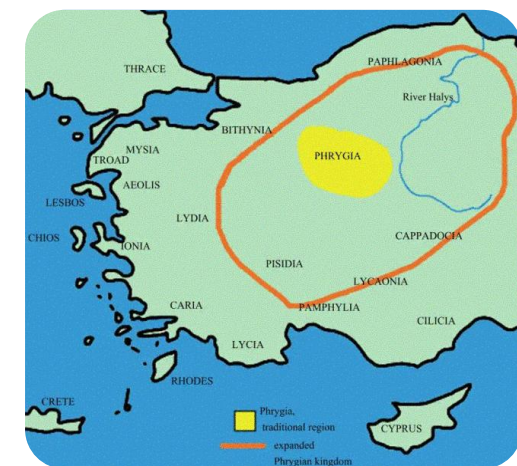 THRACE
PAPHLAGONIA
River Halys
BITHYNIA
MYSIA
TROAD
PHRYGIA
AEOLIS
LESBOS
LYDIA
CHIOS
IONIA
CAPPADOCIA
PISIDIA
LYCAONIA
CARIA
PAMPHYLIA
CILICIA
LYCIA
RHODES
CRETE
CYPRUS
Phrygia,
traditional region
expanded
Phrygian kingdom